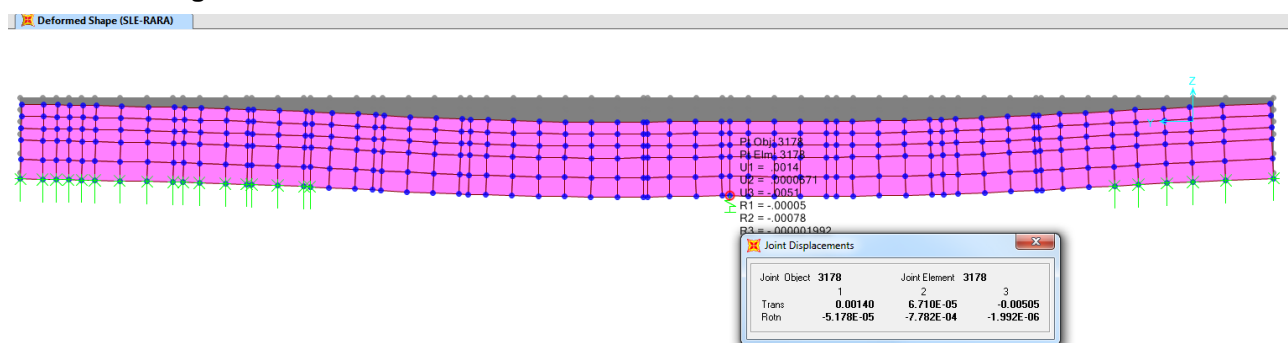 Deformed Shape (SLE-RARA)
Z
Pt Obj: 3178
Pt Elm: 3178
U1 = .0014
U2 = .0000671
U3 = -.0051
R1 = -.00005
R2 = -.00078
R3 = -.000001992
Joint Displacements
Joint Object 3178 Joint Element 3178
1 2 3
Trans 0.00140 6.710E-05 -0.00505
Rotn -5.178E-05 -7.782E-04 -1.992E-06